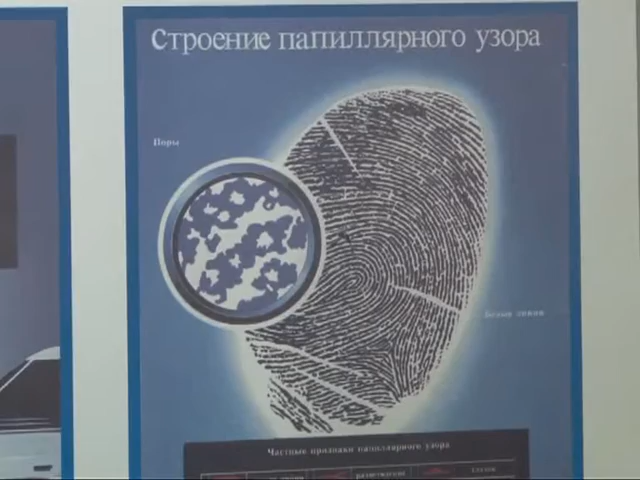 Строение папиллярного узора
Поры
Белые линии
Частные признаки папиллярного узора